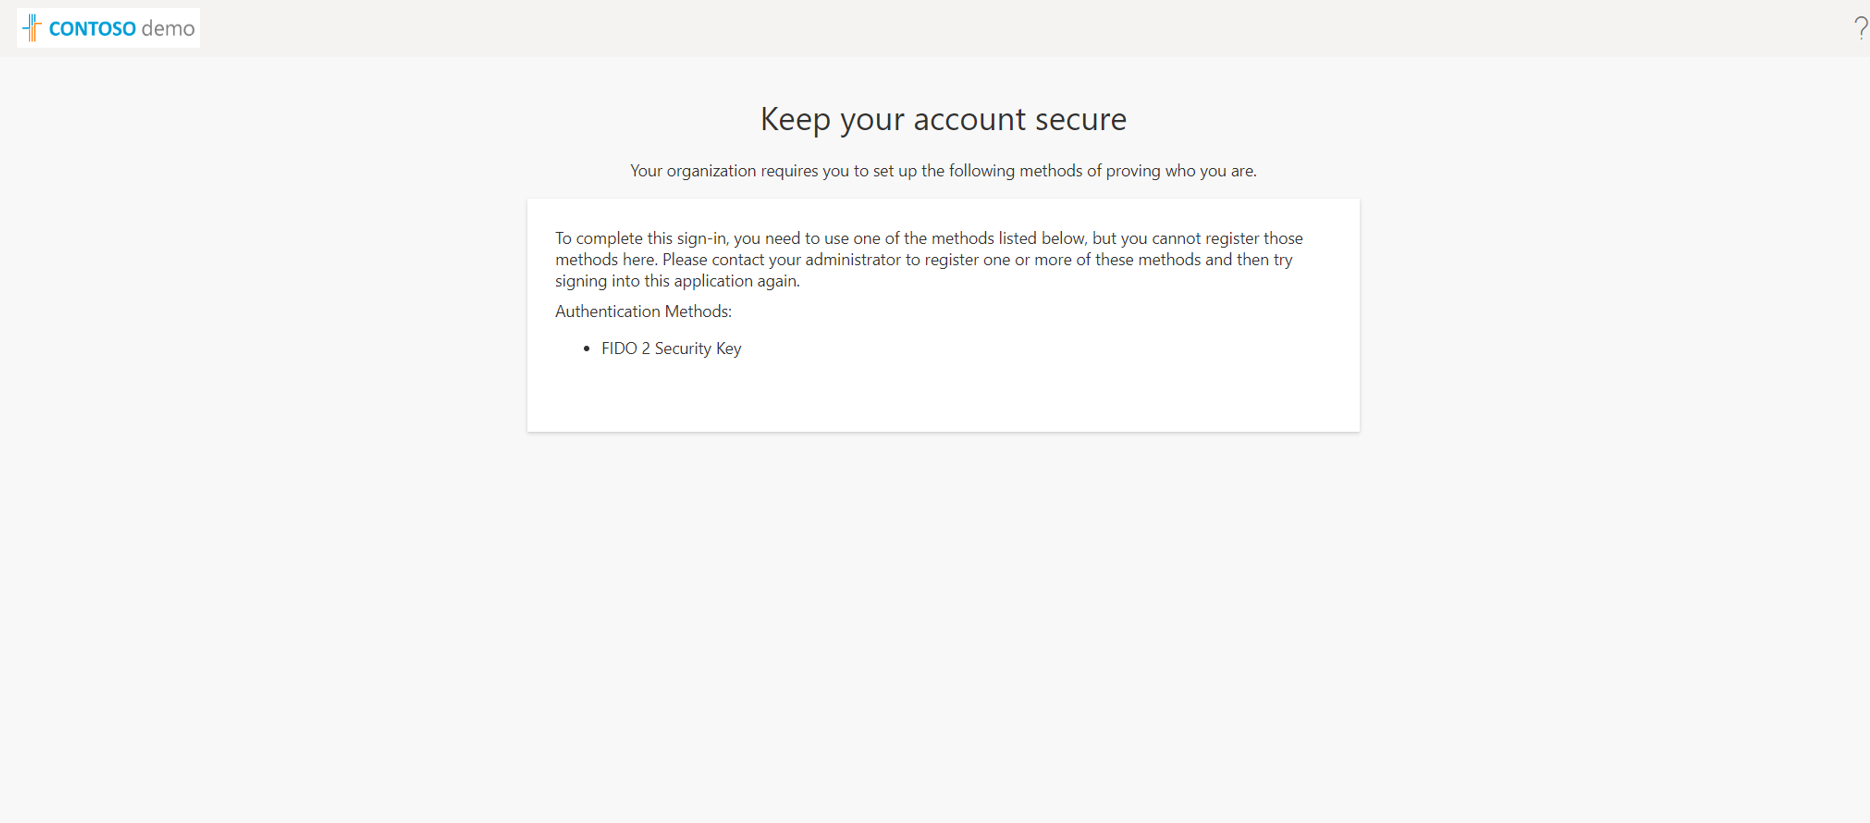 CONTOSO demo
?
Keep your account secure
Your organization requires you to set up the following methods of proving who you are.
To complete this sign-in, you need to use one of the methods listed below, but you cannot register those
methods here. Please contact your administrator to register one or more of these methods and then try
signing into this application again.
Authentication Methods:
• FIDO 2 Security Key